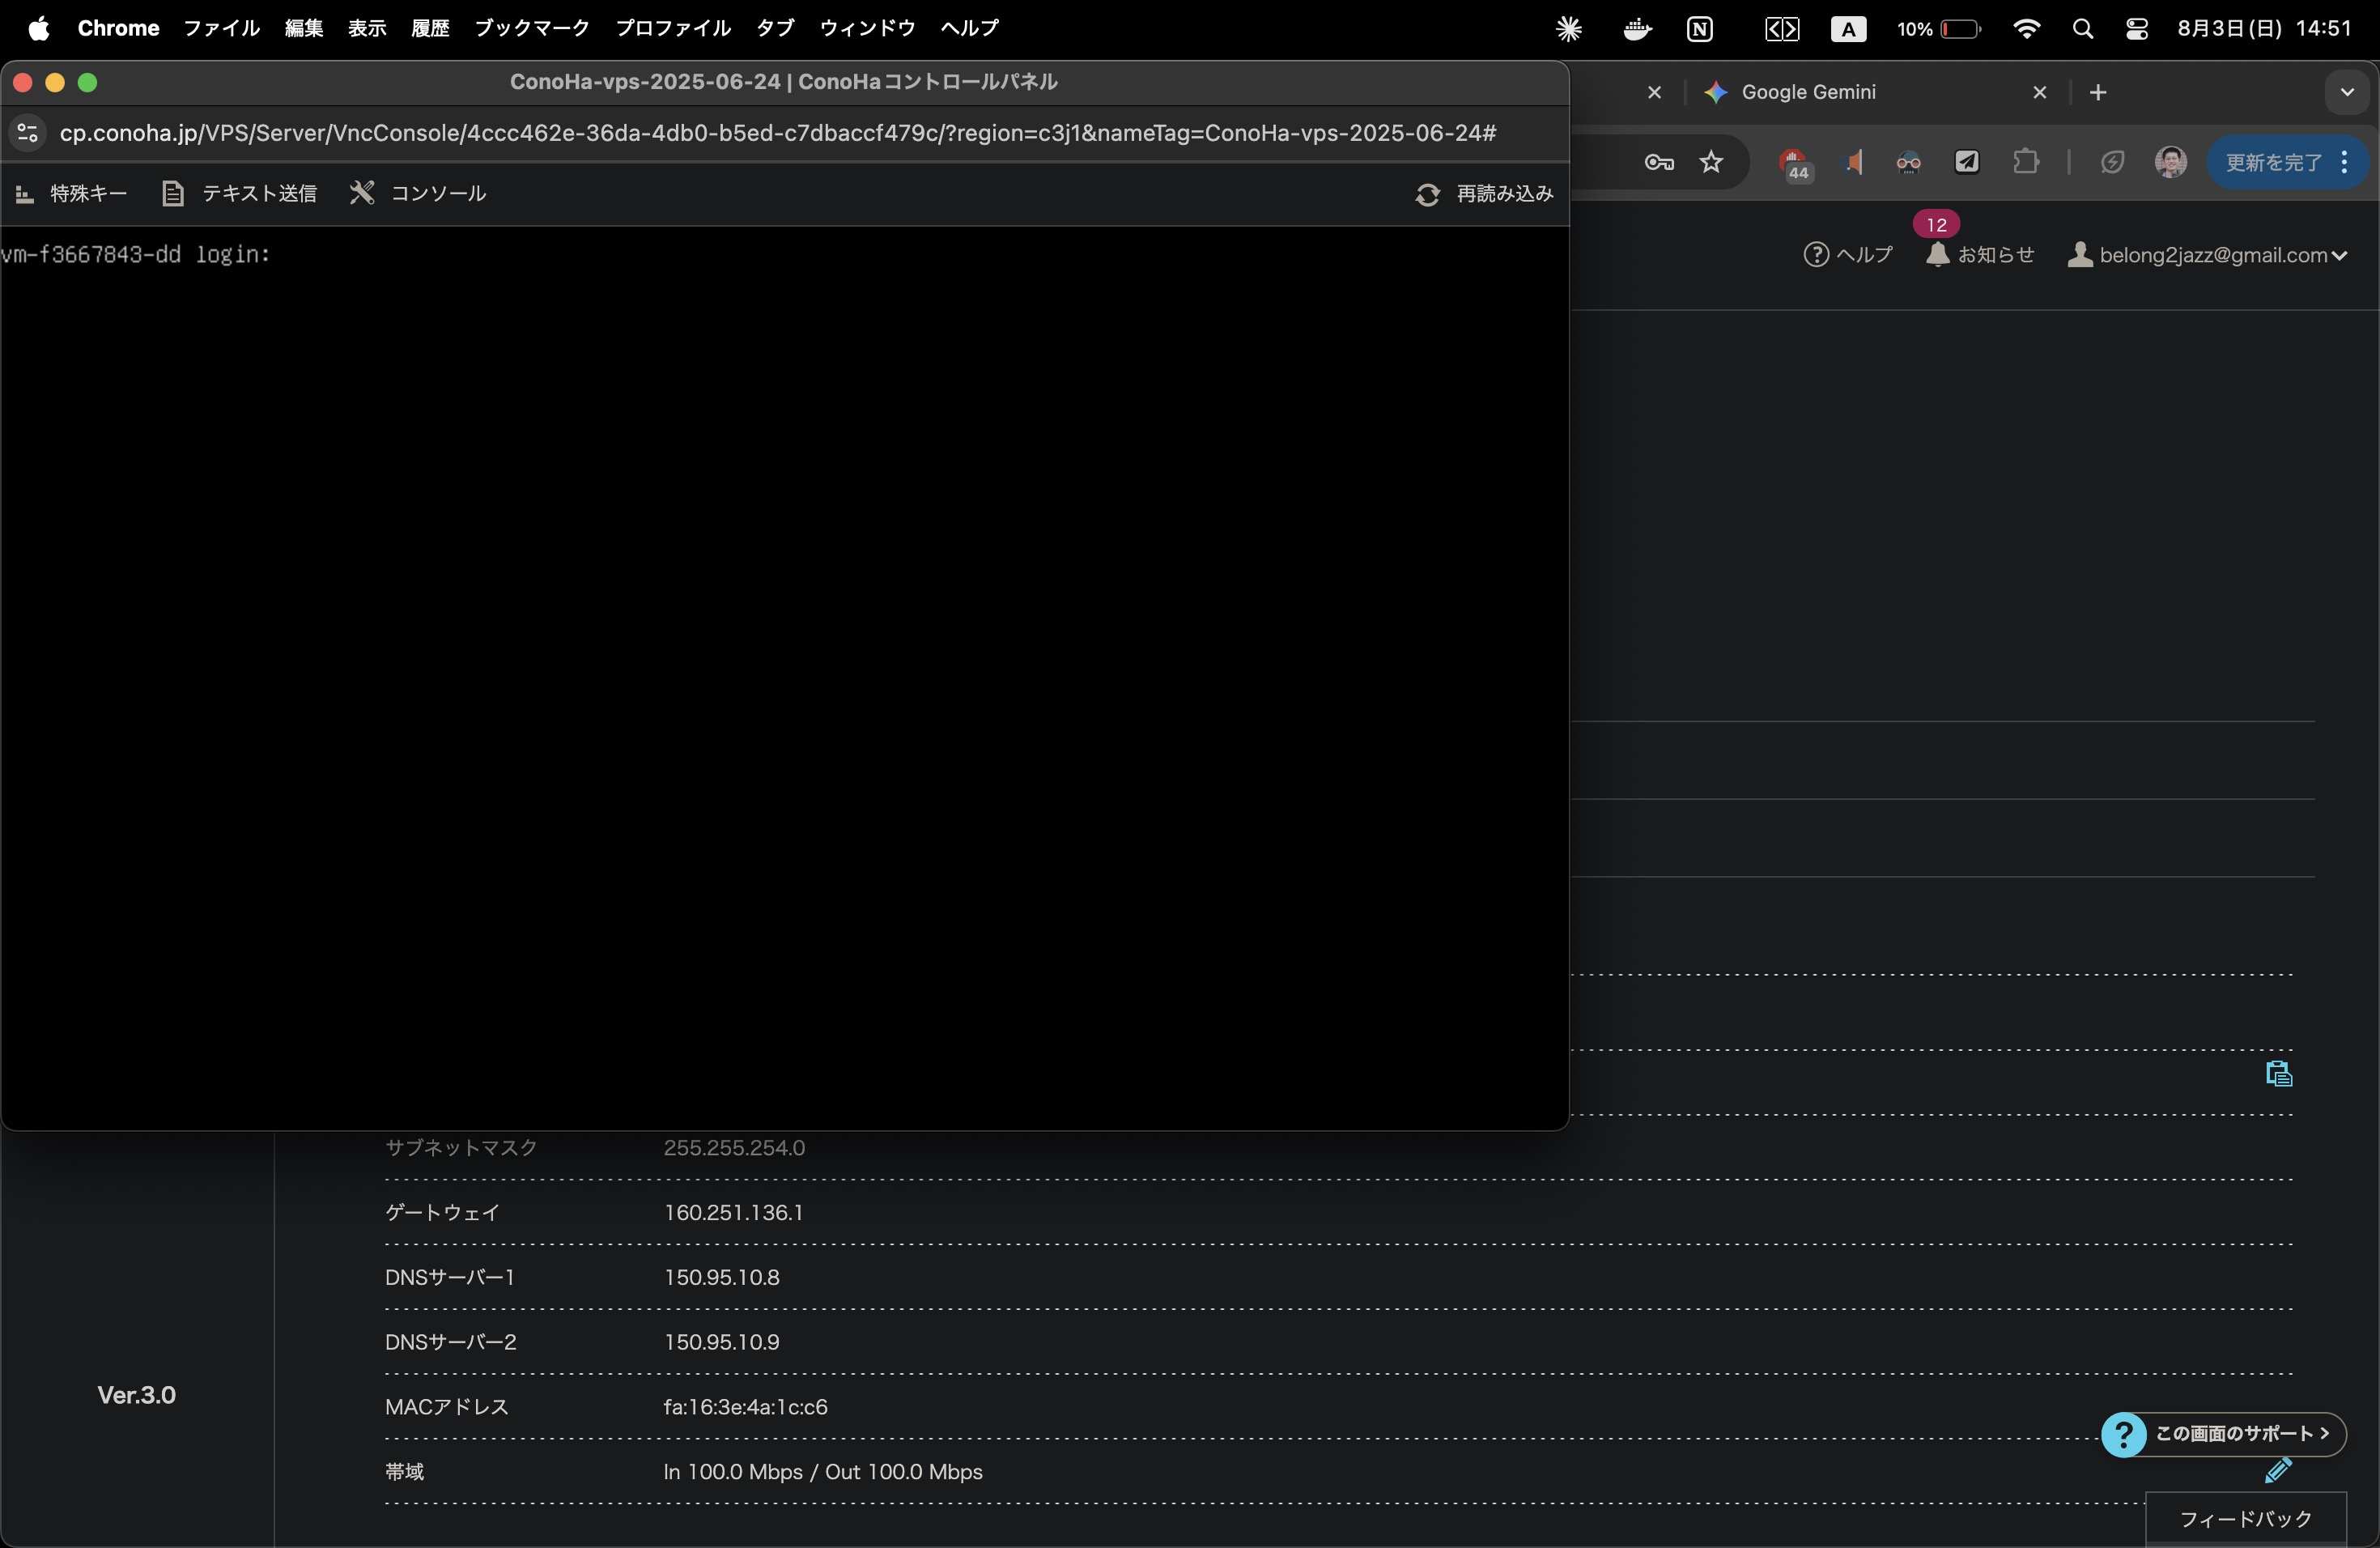 Chrome ファイル 編集 表示 履歴 ブックマーク プロファイル タブ ウィンドウ ヘルプ N A 10% 8月3日(日) 14:51
ConoHa-vps-2025-06-24 | ConoHaコントロールパネル
Google Gemini
cp.conoha.jp/VPS/Server/VncConsole/4ccc462e-36da-4db0-b5ed-c7dbaccf479c/?region=c3j1&nameTag=ConoHa-vps-2025-06-24#
44
更新を完了
特殊キー テキスト送信 コンソール 再読み込み
12
ヘルプ お知らせ belong2jazz@gmail.com
vm-f3667843-dd login:
サブネットマスク 255.255.254.0
ゲートウェイ 160.251.136.1
DNSサーバー1 150.95.10.8
DNSサーバー2 150.95.10.9
Ver.3.0
MACアドレス fa:16:3e:4a:1c:c6
? この画面のサポート >
帯域 In 100.0 Mbps / Out 100.0 Mbps
フィードバック